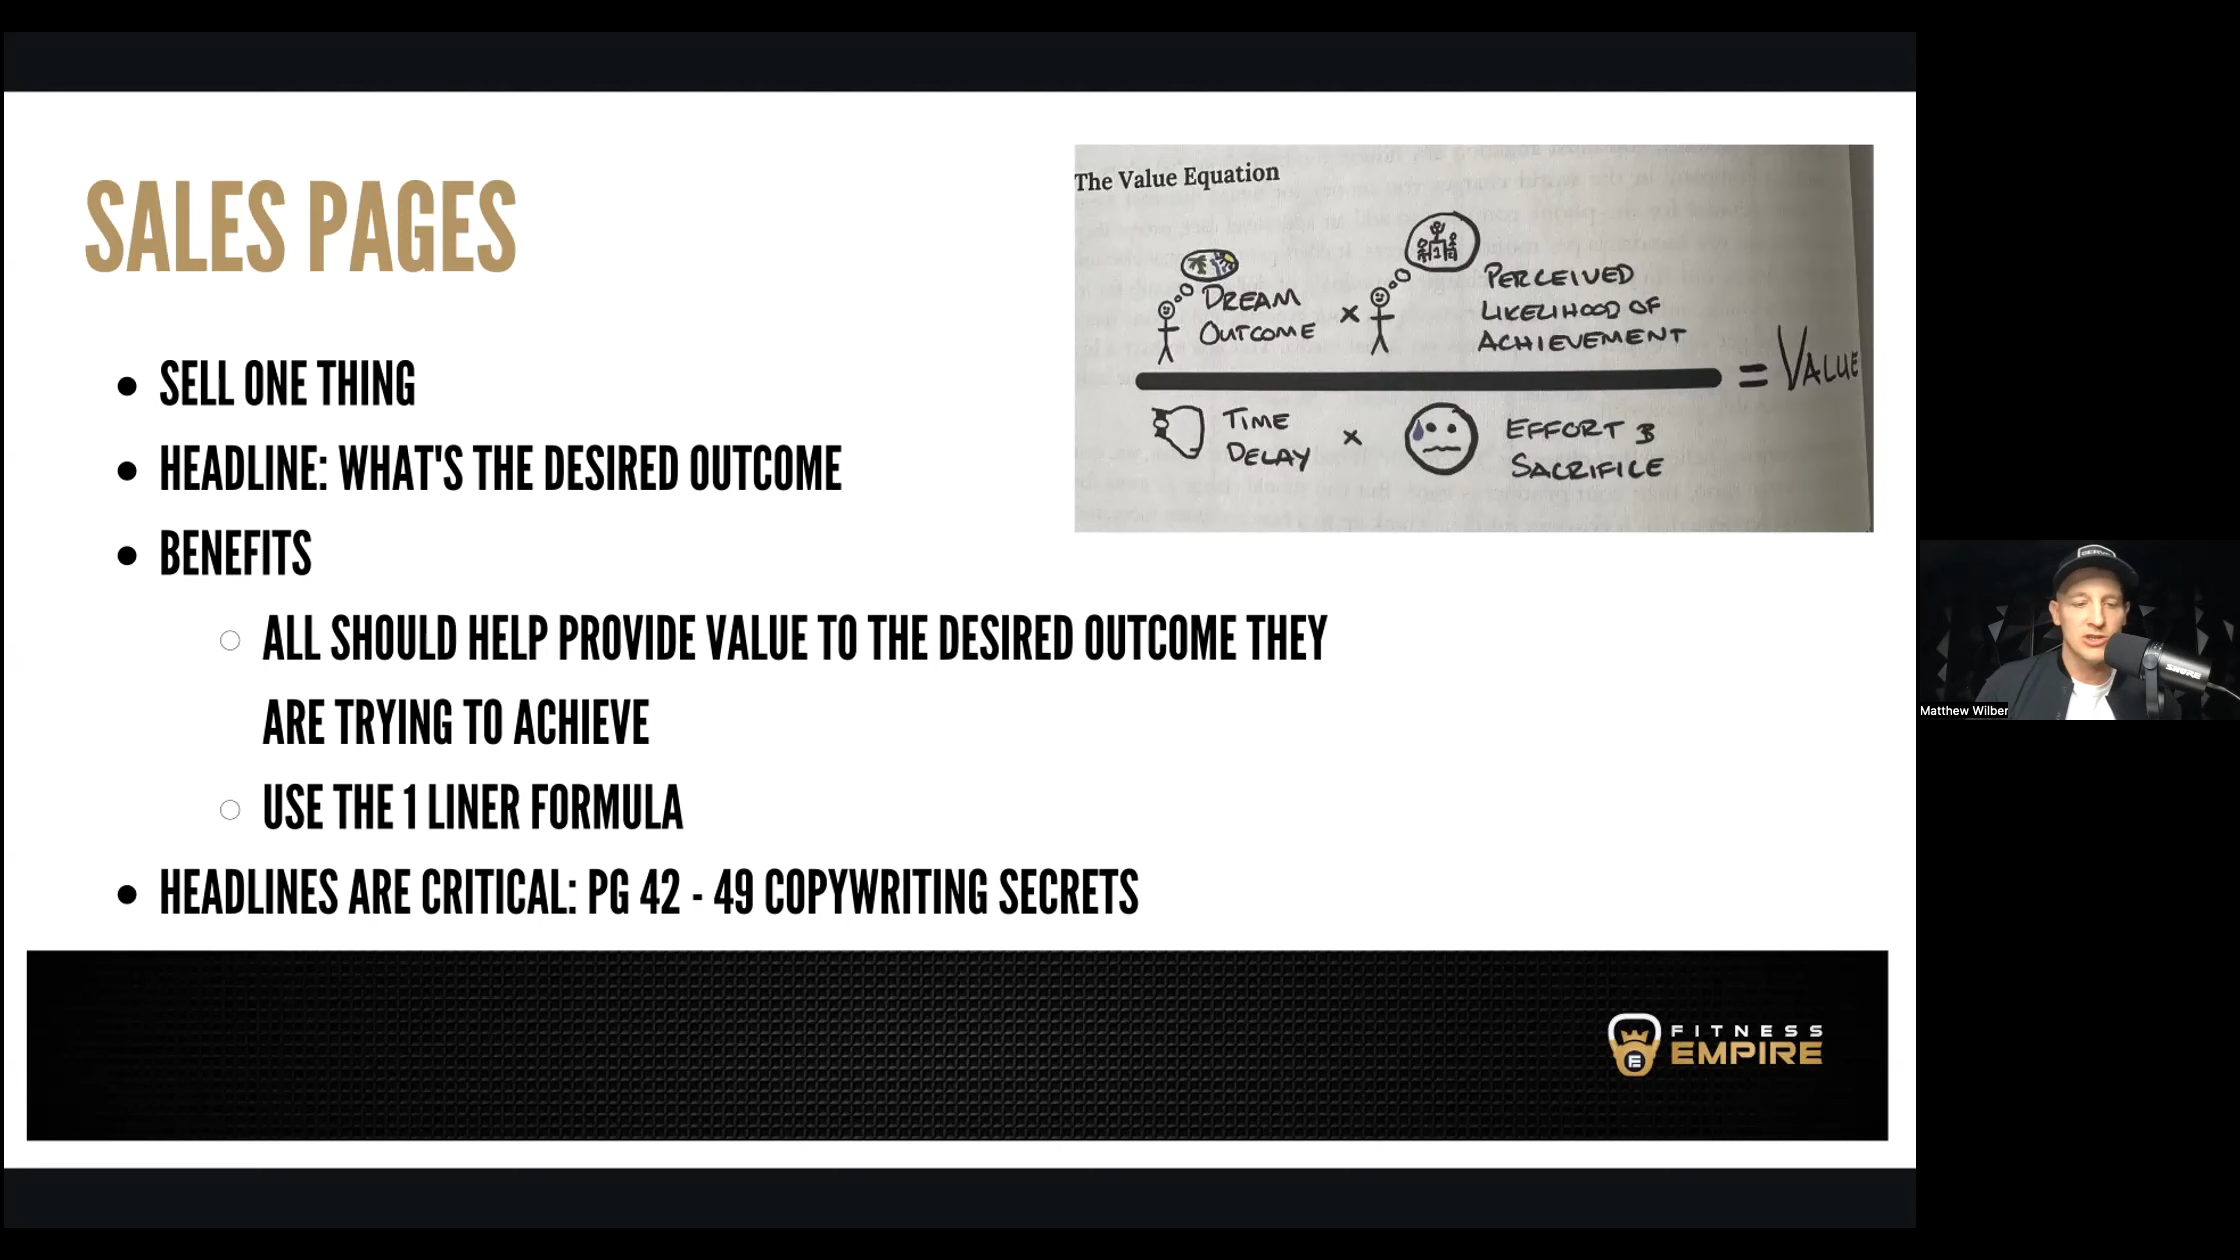 SALES PAGES
SELL ONE THING
HEADLINE: WHAT'S THE DESIRED OUTCOME
BENEFITS
ALL SHOULD HELP PROVIDE VALUE TO THE DESIRED OUTCOME THEY
ARE TRYING TO ACHIEVE
USE THE 1 LINER FORMULA
HEADLINES ARE CRITICAL: PG 42 - 49 COPYWRITING SECRETS
The Value Equation
DREAM
OUTCOME
x
PERCEIVED
LIKELIHOOD OF
ACHIEVEMENT
= VALUE
TIME
DELAY
x
EFFORT &
SACRIFICE
FITNESS
EMPIRE
E
SHURE
Matthew Wilber